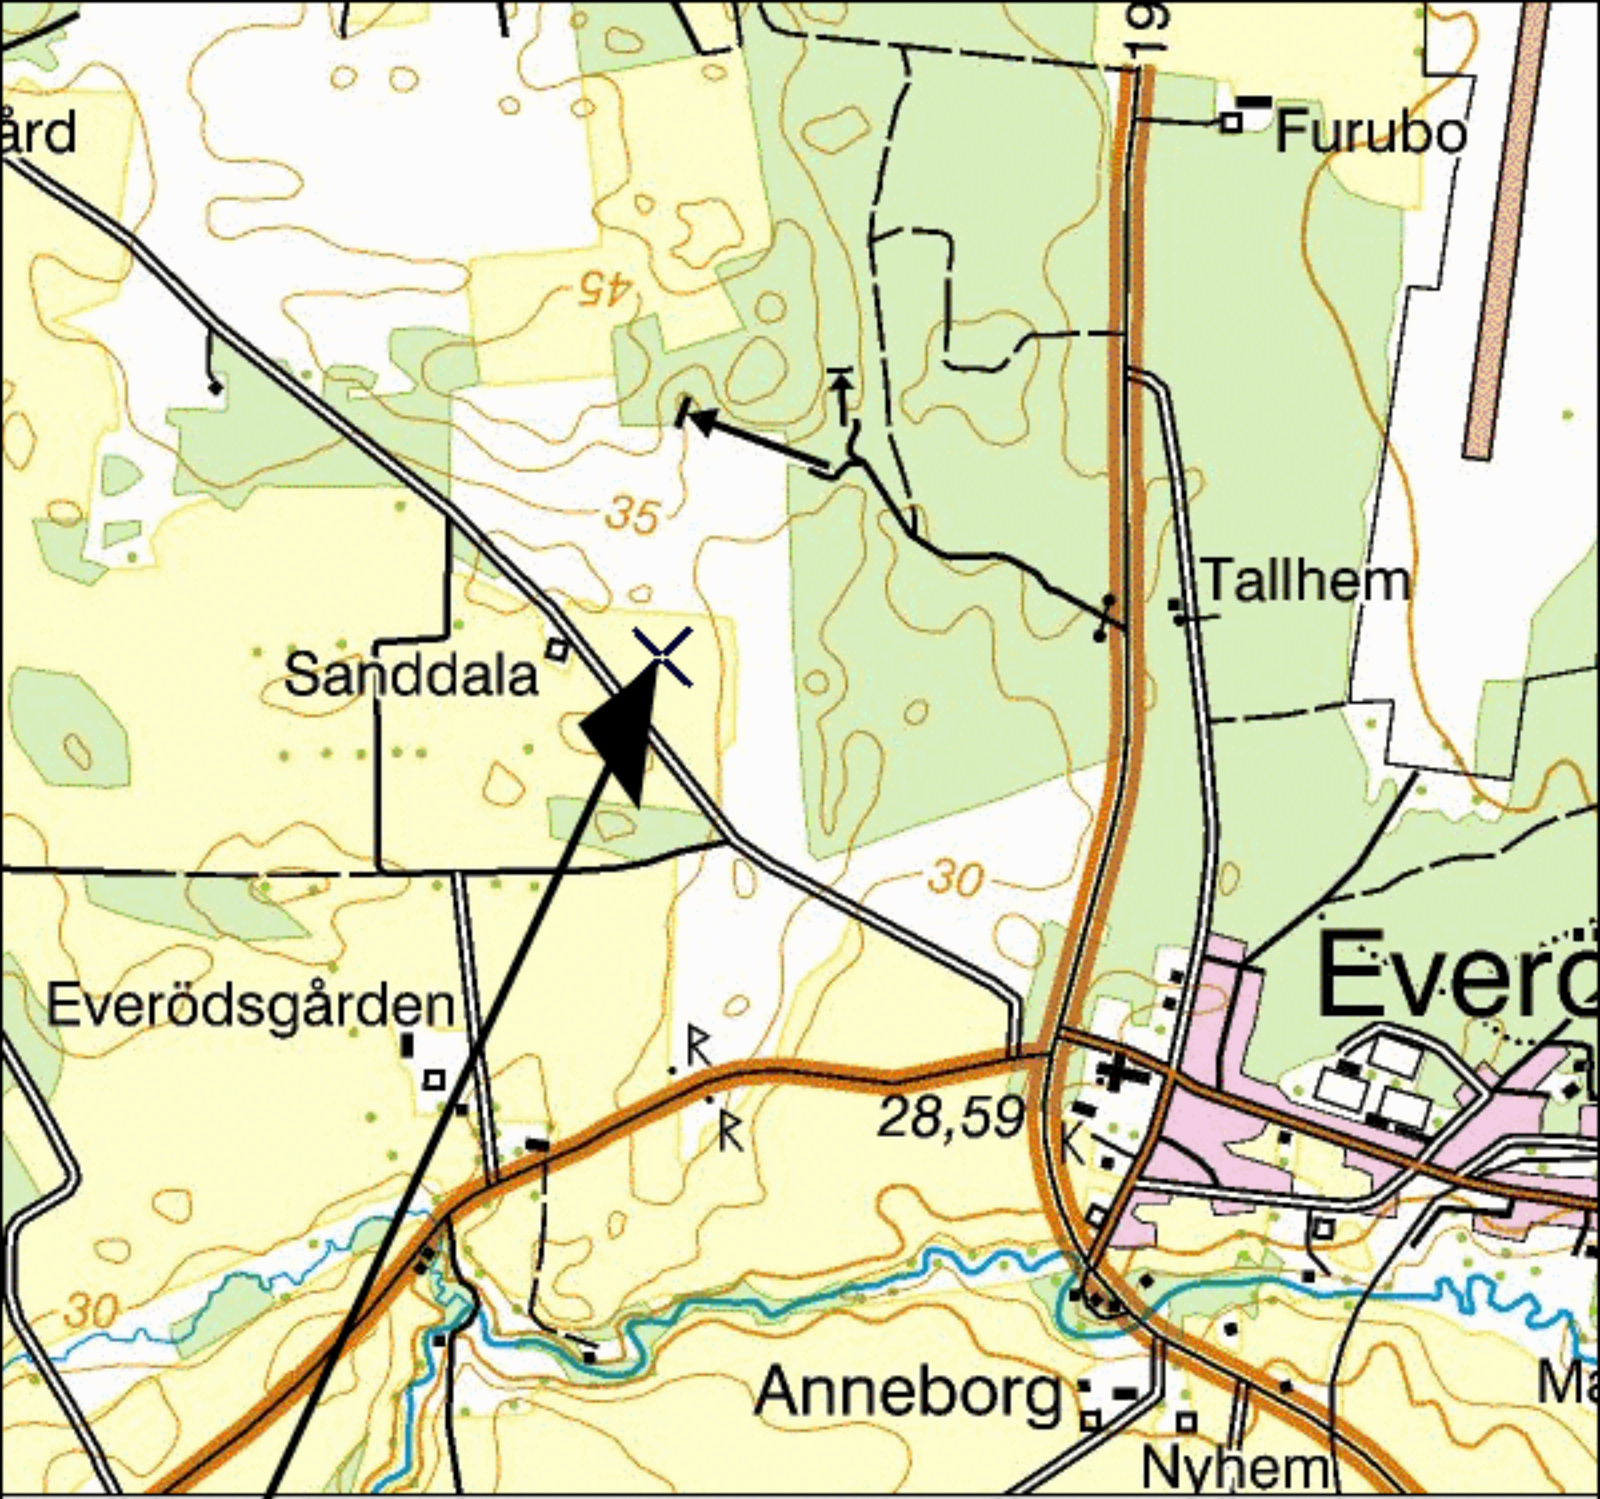 19
ård
Furubo
45
35
Tallhem
Sanddala
30
Everö
Everödsgården
R
28,59
R
K
30
Anneborg
Ma
Nyhem